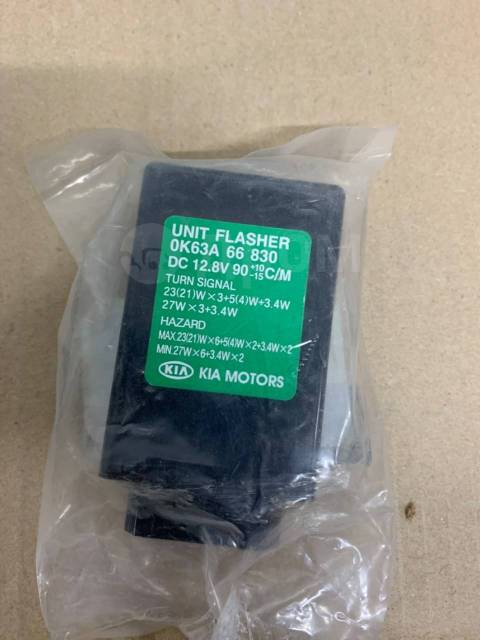 UNIT FLASHER
0K63A 66 830
DC 12.8V 90 +10 -15 C/M
TURN SIGNAL
23(21)W×3+5(4)W+3.4W
27W×3+3.4W
HAZARD
MAX.23(21)W×6+5(4)W×2+3.4W×2
MIN.27W×6+3.4W×2
KIA KIA MOTORS